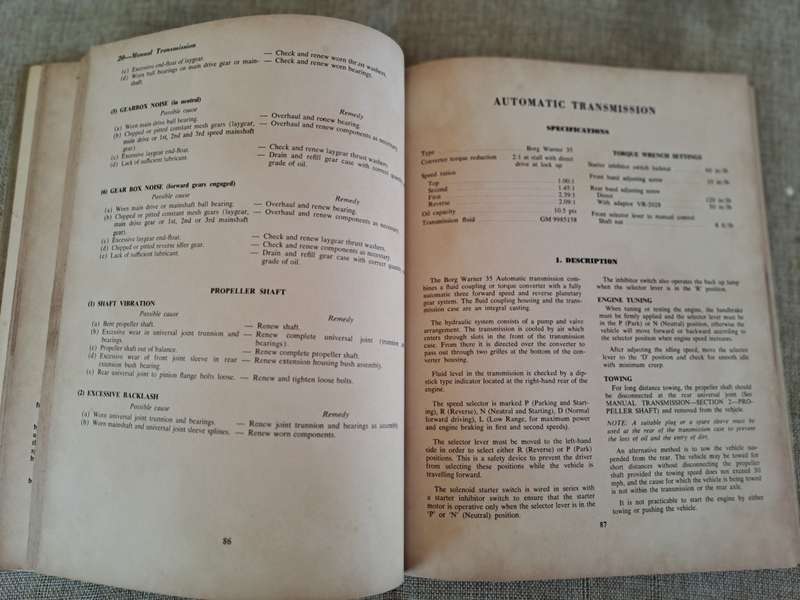 20—Manual Transmission
(c) Excessive end-float of laygear. — Check and renew worn thrust washers.
(d) Worn ball bearings on main drive gear or main- — Check and renew worn bearings.
shaft.
(5) GEARBOX NOISE (in neutral)
Possible cause Remedy
(a) Worn main drive ball bearing. — Overhaul and renew bearing.
(b) Chipped or pitted constant mesh gears (laygear, — Overhaul and renew components as necessary.
main drive or 1st, 2nd and 3rd speed mainshaft
gear)
(c) Excessive laygear end-float. — Check and renew laygear thrust washers.
(d) Lack of sufficient lubricant. — Drain and refill gear case with correct quantity
grade of oil.
(6) GEAR BOX NOISE (forward gears engaged)
Possible cause Remedy
(a) Worn main drive or mainshaft ball bearing. — Overhaul and renew bearing.
(b) Chipped or pitted constant mesh gears (laygear, — Overhaul and renew components as necessary.
main drive gear or 1st, 2nd or 3rd mainshaft
gear)
(c) Excessive laygear end-float. — Check and renew laygear thrust washers.
(d) Chipped or pitted reverse idler gear. — Check and renew components as necessary.
(e) Lack of sufficient lubricant. — Drain and refill gear case with correct quantity
grade of oil.
PROPELLER SHAFT
(1) SHAFT VIBRATION
Possible cause Remedy
(a) Bent propeller shaft. — Renew shaft.
(b) Excessive wear in universal joint trunnion and — Renew complete universal joint (trunnion
bearings. bearings).
(c) Propeller shaft out of balance. — Renew complete propeller shaft.
(d) Excessive wear of front joint sleeve in rear — Renew extension housing bush assembly.
extension bush bearing.
(e) Rear universal joint to pinion flange bolts loose. — Renew and tighten loose bolts.
(2) EXCESSIVE BACKLASH
Possible cause Remedy
(a) Worn universal joint trunnion and bearings. — Renew joint trunnion and bearings as assembly
(b) Worn mainshaft and universal joint sleeve splines. — Renew worn components.
86
AUTOMATIC TRANSMISSION
SPECIFICATIONS
Type Borg Warner 35
Converter torque reduction 2:1 at stall with direct
drive at lock up
Speed ratios
Top 1.00:1
Second 1.45:1
First 2.39:1
Reverse 2.09:1
Oil capacity 10.5 pts
Transmission fluid GM 9985138
TORQUE WRENCH SETTINGS
Starter inhibitor switch locknut
Front band adjusting screw 10 in/lb
Rear band adjusting screw
Direct 120 in/lb
With adaptor 50 in/lb
Front selector lever to manual control
Shaft nut 8 ft/lb
1. DESCRIPTION
The Borg Warner 35 Automatic transmission com-
bines a fluid coupling or torque converter with a fully
automatic three forward speed and reverse planetary
gear system. The fluid coupling housing and the trans-
mission case are an integral casting.
The hydraulic system consists of a pump and valve
arrangement. The transmission is cooled by air which
enters through slots in the front of the transmission
case. From there it is directed over the converter to
pass out through two grilles at the bottom of the con-
verter housing.
Fluid level in the transmission is checked by a dip-
stick type indicator located at the right-hand rear of the
engine.
The speed selector is marked P (Parking and Start-
ing), R (Reverse), N (Neutral and Starting), D (Normal
forward driving), L (Low Range, for maximum power
and engine braking in first and second speeds).
The selector lever must be moved to the left-hand
side in order to select either R (Reverse) or P (Park)
positions. This is a safety device to prevent the driver
from selecting these positions while the vehicle is
travelling forward.
The solenoid starter switch is wired in series with
a starter inhibitor switch to ensure that the starter
motor is operative only when the selector lever is in the
'P' or 'N' (Neutral) position.
The inhibitor switch also operates the back up lamp
when the selector lever is in the 'R' position.
ENGINE TUNING
When tuning or testing the engine, the handbrake
must be firmly applied and the selector lever must be
in the P (Park) or N (Neutral) position, otherwise the
vehicle will move forward or backward according to
the selector position when engine speed increases.
After adjusting the idling speed, move the selector
lever to the 'D' position and check for smooth idle
with minimum creep.
TOWING
For long distance towing, the propeller shaft should
be disconnected at the rear universal joint (See
MANUAL TRANSMISSION—SECTION 2—PRO-
PELLER SHAFT) and removed from the vehicle.
NOTE: A suitable plug or a spare sleeve must be
used at the rear of the transmission case to prevent
the loss of oil and the entry of dirt.
An alternative method is to tow the vehicle sus-
pended from the rear. The vehicle may be towed for
short distances without disconnecting the propeller
shaft provided the towing speed does not exceed 30
mph, and the cause for which the vehicle is being towed
is not within the transmission or the rear axle.
It is not practicable to start the engine by either
towing or pushing the vehicle.
87